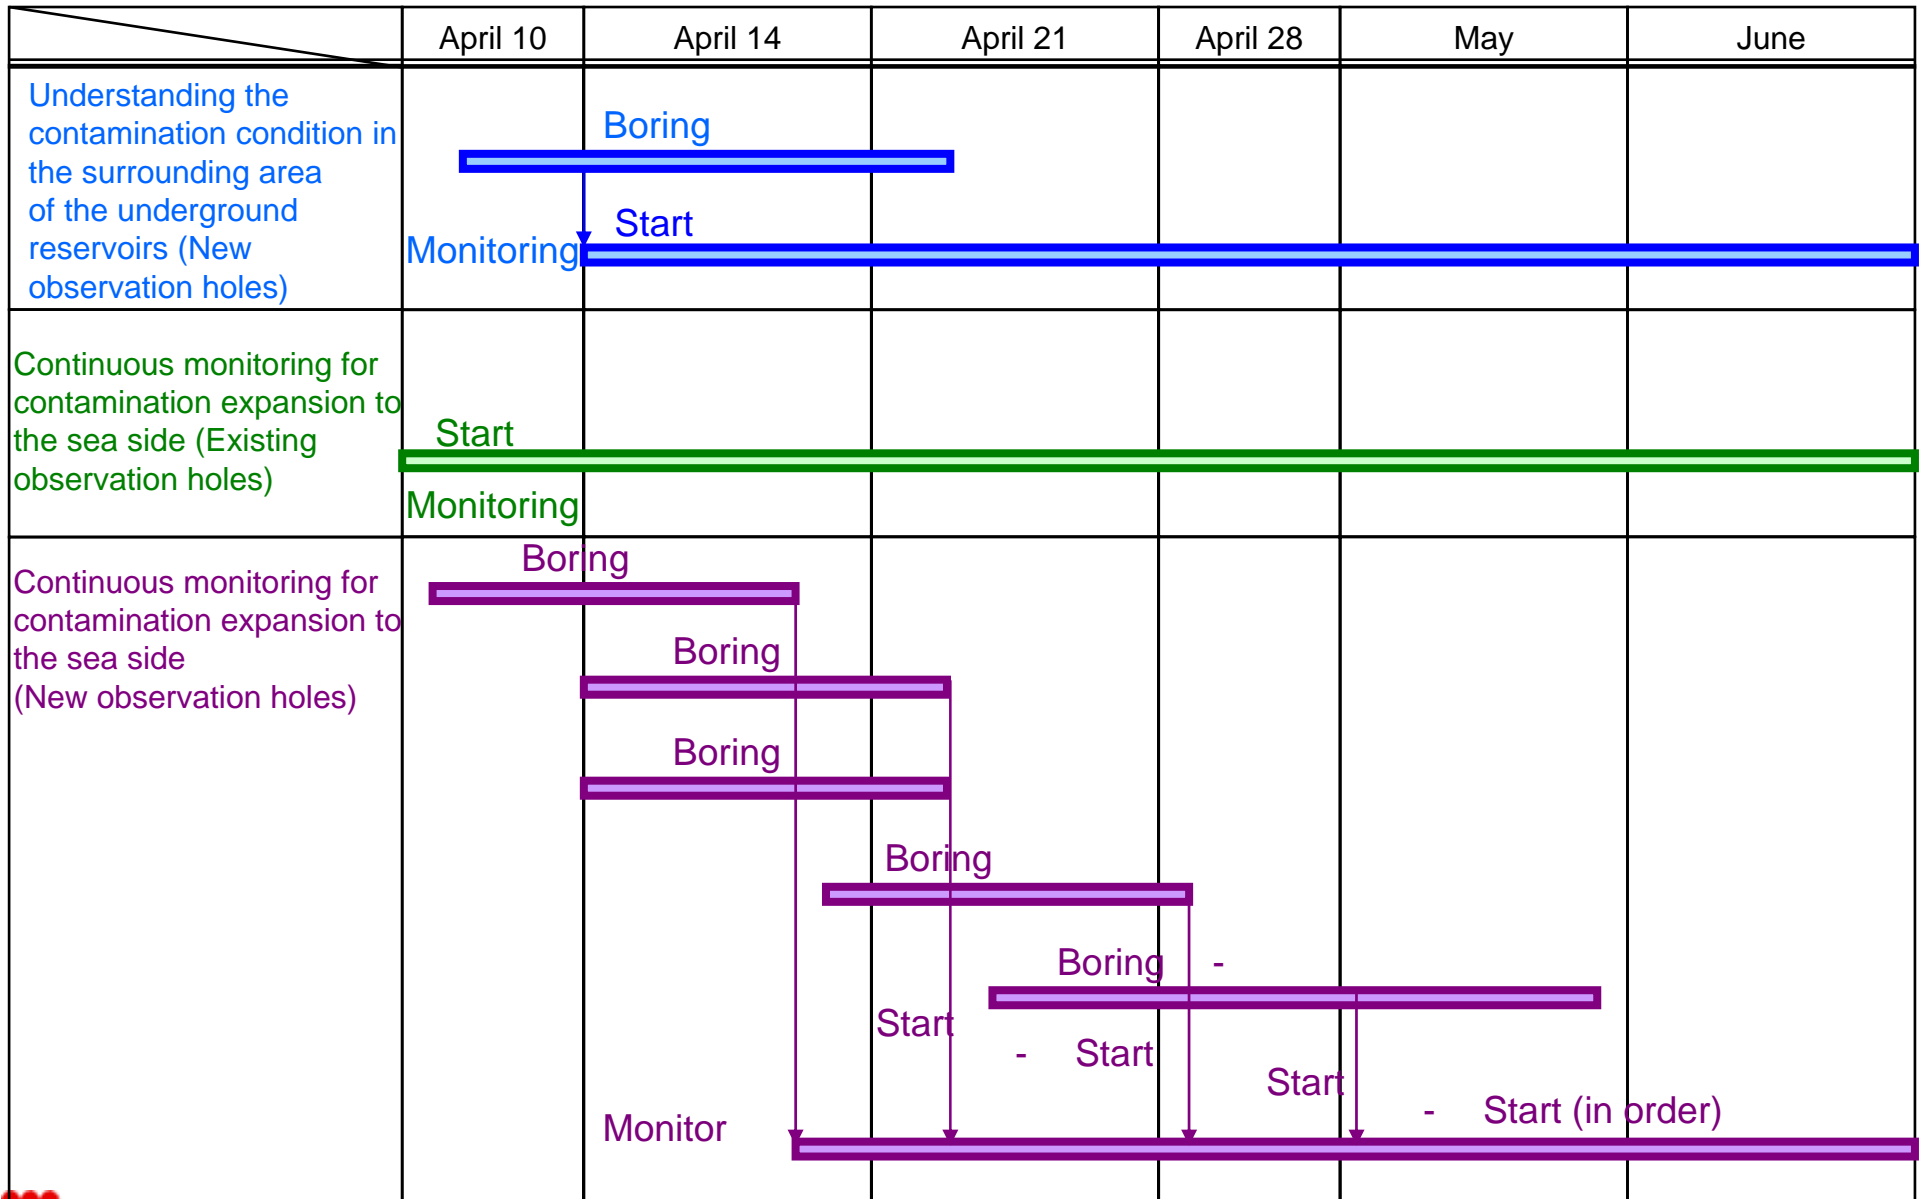 April 10 April 14 April 21 April 28 May June
Understanding the
contamination condition in
the surrounding area
of the underground
reservoirs (New
observation holes)
Boring
Start
Monitoring
Continuous monitoring for
contamination expansion to
the sea side (Existing
observation holes)
Start
Monitoring
Continuous monitoring for
contamination expansion to
the sea side
(New observation holes)
Boring
Boring
Boring
Boring
Boring -
Start
- Start
Start
- Start (in order)
Monitor